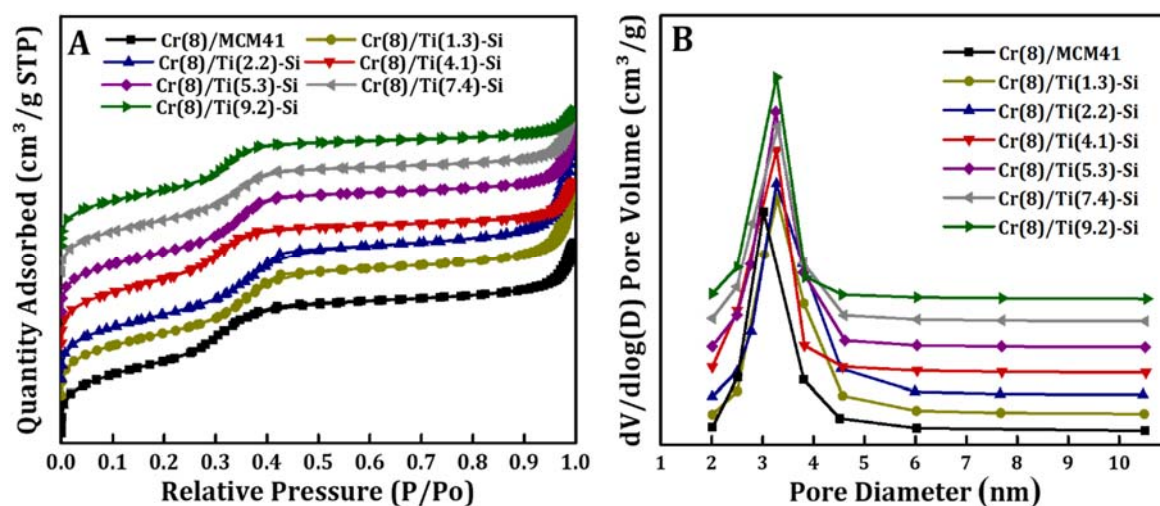 A
Cr(8)/MCM41
Cr(8)/Ti(1.3)-Si
Cr(8)/Ti(2.2)-Si
Cr(8)/Ti(4.1)-Si
Cr(8)/Ti(5.3)-Si
Cr(8)/Ti(7.4)-Si
Cr(8)/Ti(9.2)-Si
Quantity Adsorbed (cm³/g STP)
0.0 0.1 0.2 0.3 0.4 0.5 0.6 0.7 0.8 0.9 1.0
Relative Pressure (P/Po)
B
Cr(8)/MCM41
Cr(8)/Ti(1.3)-Si
Cr(8)/Ti(2.2)-Si
Cr(8)/Ti(4.1)-Si
Cr(8)/Ti(5.3)-Si
Cr(8)/Ti(7.4)-Si
Cr(8)/Ti(9.2)-Si
dV/dlog(D) Pore Volume (cm³/g)
1 2 3 4 5 6 7 8 9 10
Pore Diameter (nm)